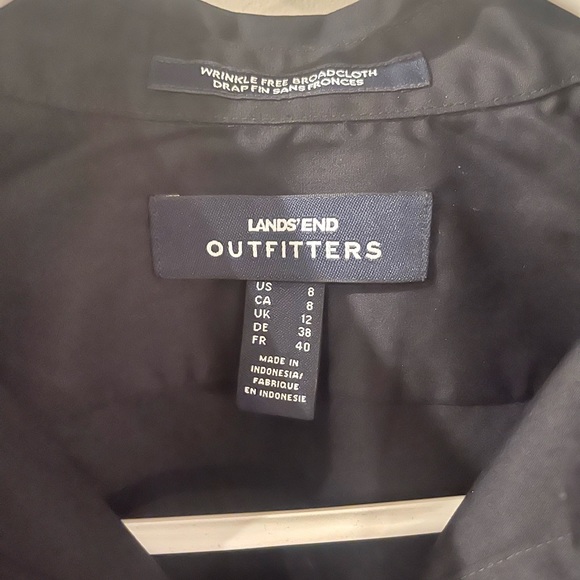 WRINKLE FREE BROADCLOTH
DRAP FIN SANS FRONCES
LANDS' END
OUTFITTERS
US 8
CA 8
UK 12
DE 38
FR 40
MADE IN
INDONESIA/
FABRIQUE
EN INDONESIE